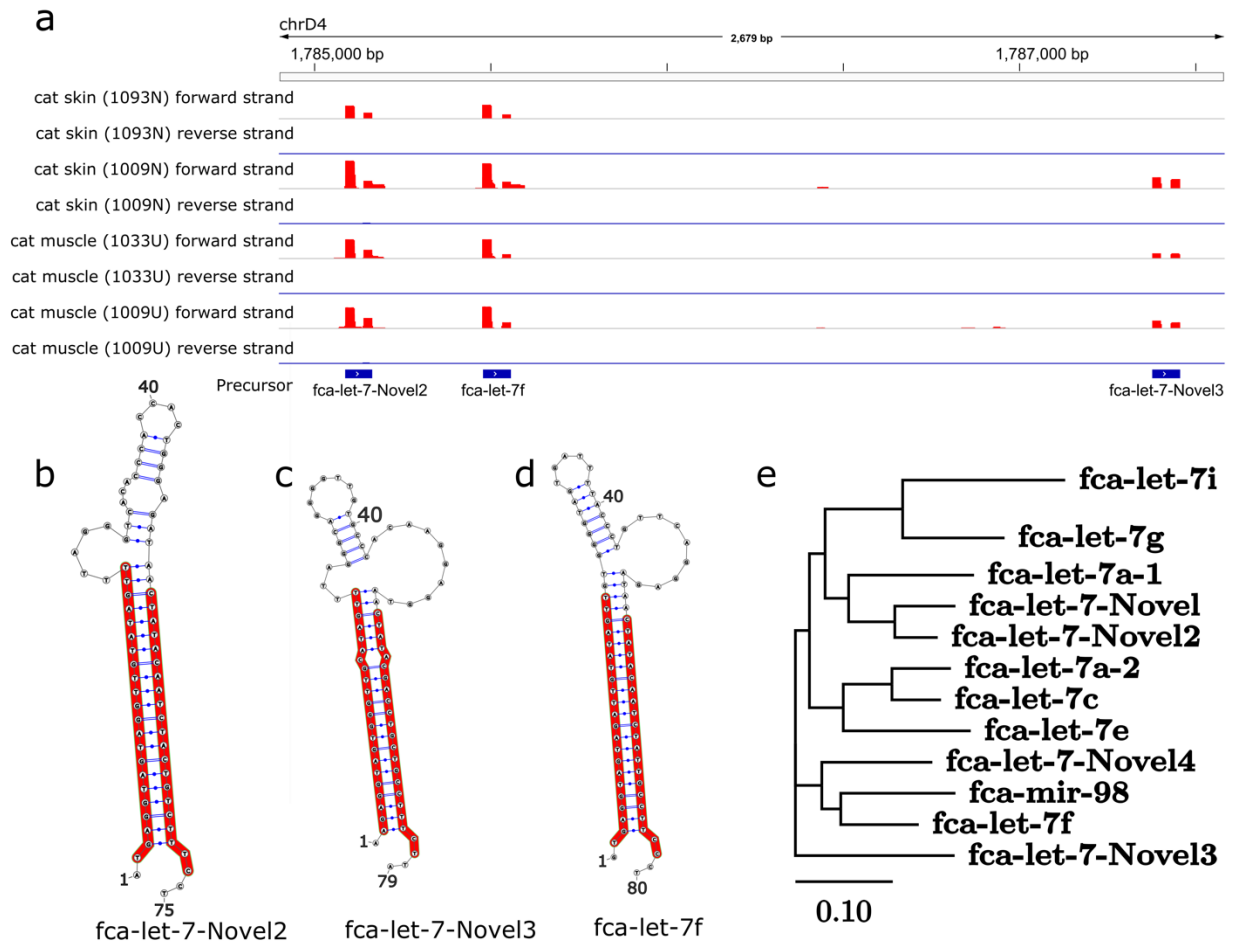 a
chrD4
2,679 bp
1,785,000 bp
1,787,000 bp
cat skin (1093N) forward strand
cat skin (1093N) reverse strand
cat skin (1009N) forward strand
cat skin (1009N) reverse strand
cat muscle (1033U) forward strand
cat muscle (1033U) reverse strand
cat muscle (1009U) forward strand
cat muscle (1009U) reverse strand
Precursor
fca-let-7-Novel2
fca-let-7f
fca-let-7-Novel3
b
40
1
75
fca-let-7-Novel2
c
40
1
79
fca-let-7-Novel3
d
40
1
80
fca-let-7f
e
fca-let-7i
fca-let-7g
fca-let-7a-1
fca-let-7-Novel
fca-let-7-Novel2
fca-let-7a-2
fca-let-7c
fca-let-7e
fca-let-7-Novel4
fca-mir-98
fca-let-7f
fca-let-7-Novel3
0.10